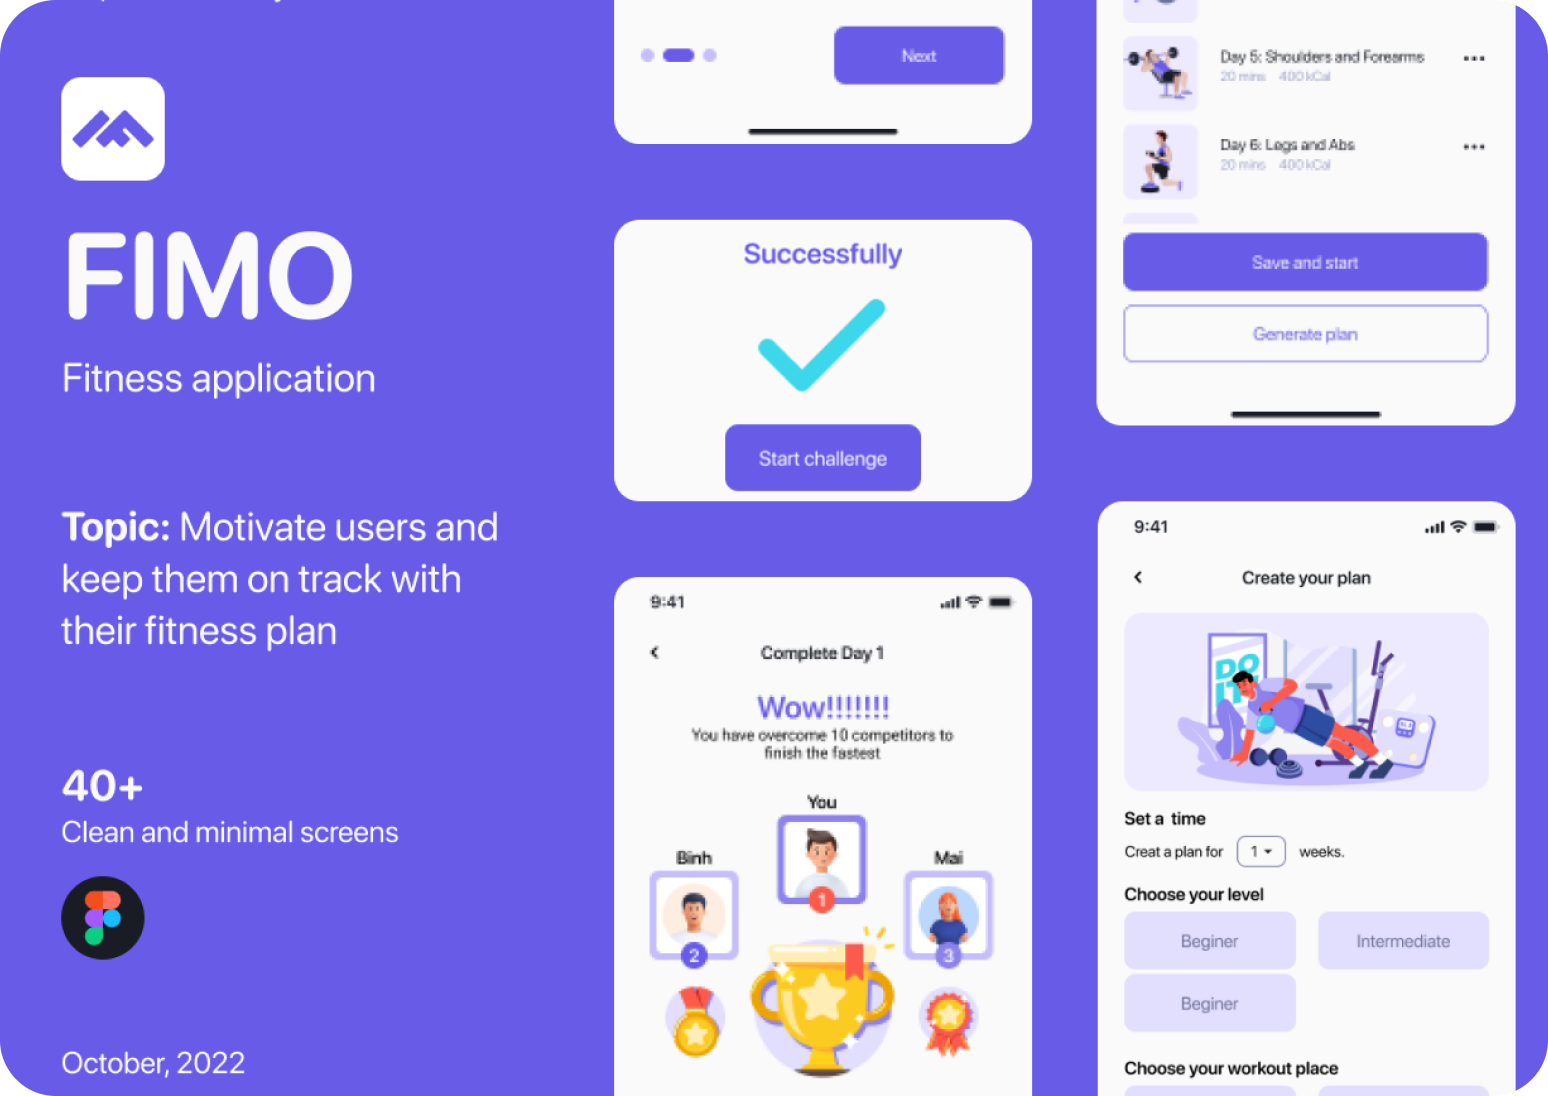 FIMO
Fitness application
Topic: Motivate users and
keep them on track with
their fitness plan
40+
Clean and minimal screens
October, 2022
Next
Successfully
Start challenge
9:41
Complete Day 1
Wow!!!!!!!
You have overcome 10 competitors to
finish the fastest
You
1
Binh
2
Mai
3
Day 5: Shoulders and Forearms
20 mins 400 kCal
Day 6: Legs and Abs
20 mins 400 kCal
Save and start
Generate plan
9:41
Create your plan
DO
IT
Set a time
Creat a plan for 1 weeks.
Choose your level
Beginer
Intermediate
Beginer
Choose your workout place